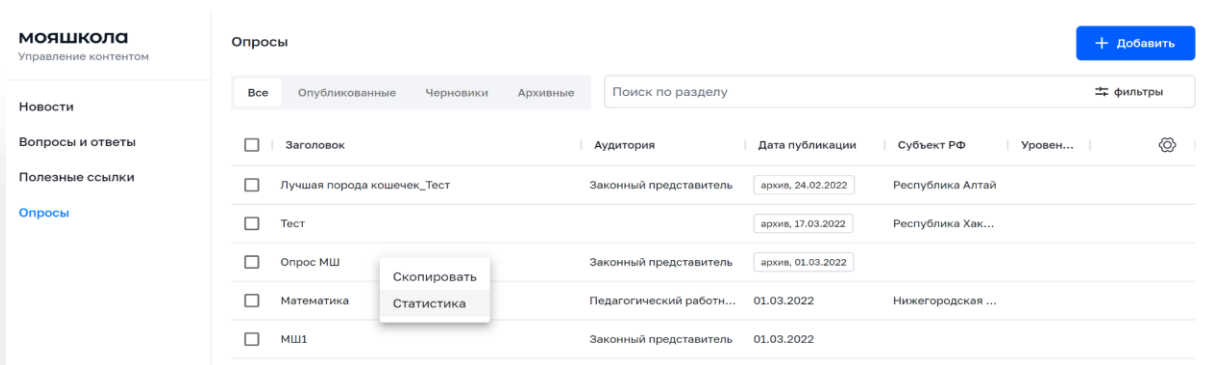 мояшкола
Управление контентом
Новости
Вопросы и ответы
Полезные ссылки
Опросы
Опросы
+ Добавить
Все Опубликованные Черновики Архивные Поиск по разделу фильтры
Заголовок Аудитория Дата публикации Субъект РФ Уровен...
Лучшая порода кошечек_Тест Законный представитель архив, 24.02.2022 Республика Алтай
Тест архив, 17.03.2022 Республика Хак...
Опрос МШ Законный представитель архив, 01.03.2022
Скопировать
Математика Педагогический работн... 01.03.2022 Нижегородская ...
Статистика
МШ1 Законный представитель 01.03.2022